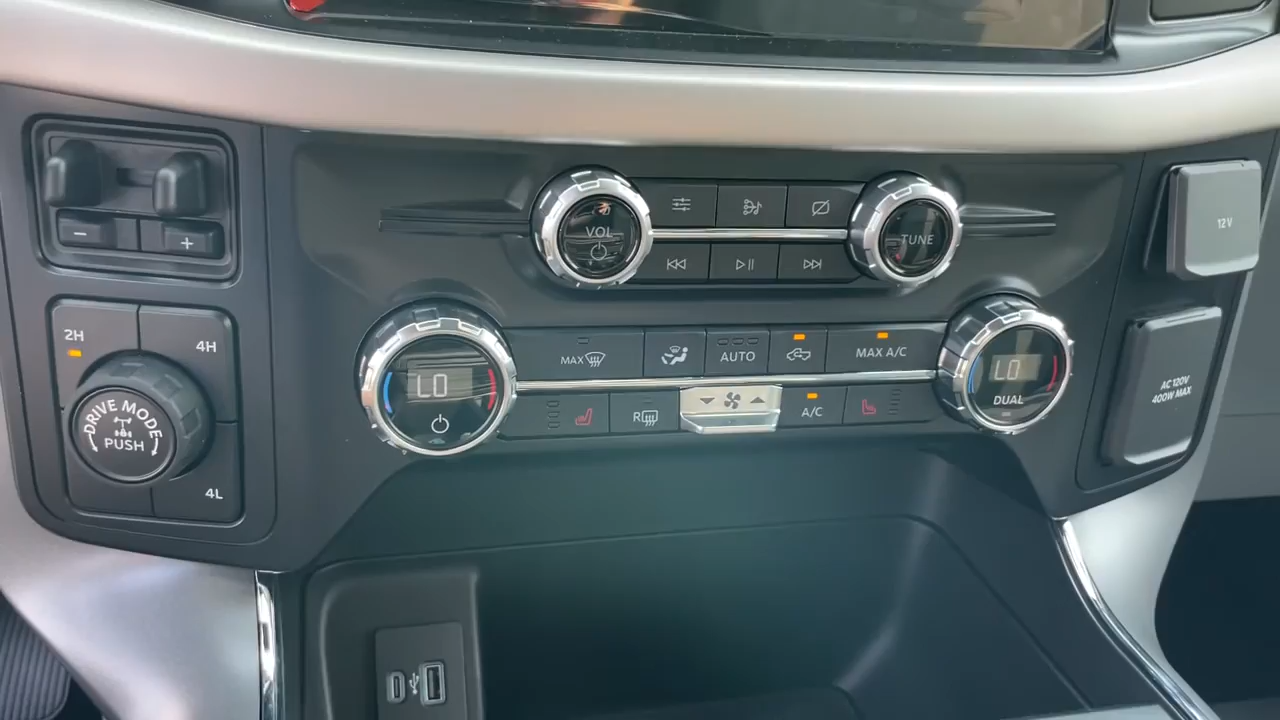 VOL
TUNE
12V
2H
4H
MAX
AUTO
MAX A/C
LO
LO
DUAL
AC 120V
400W MAX
R
A/C
DRIVE MODE
PUSH
4L